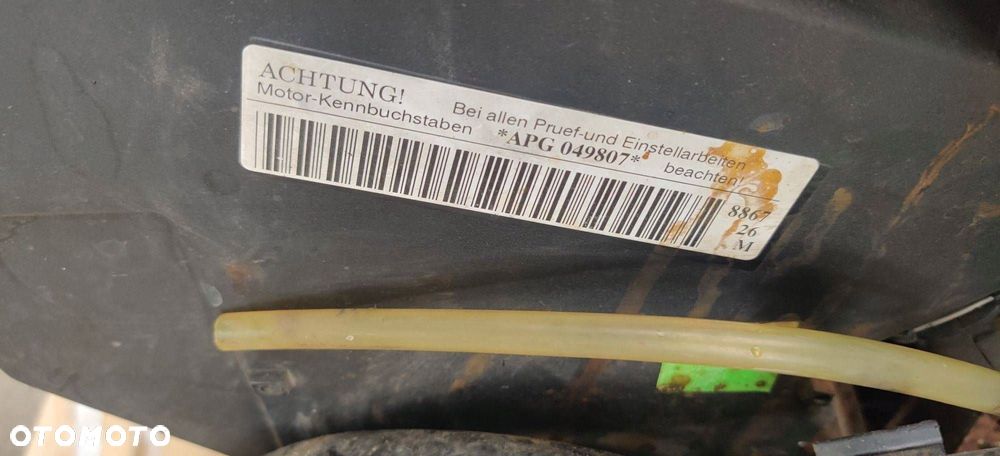 ACHTUNG! Bei allen Pruef-und Einstellarbeiten
Motor-Kennbuchstaben *APG 049807* beachten!
8867
26
M
OTOMOTO